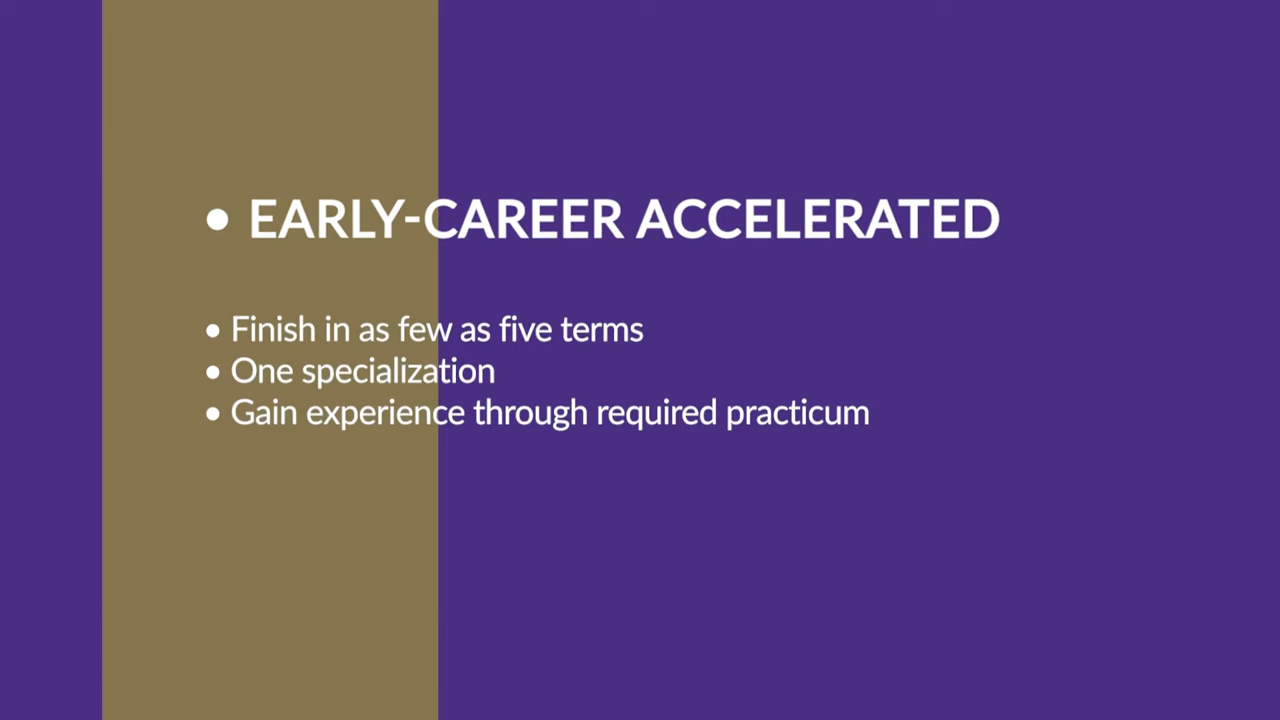 • EARLY-CAREER ACCELERATED
• Finish in as few as five terms
• One specialization
• Gain experience through required practicum